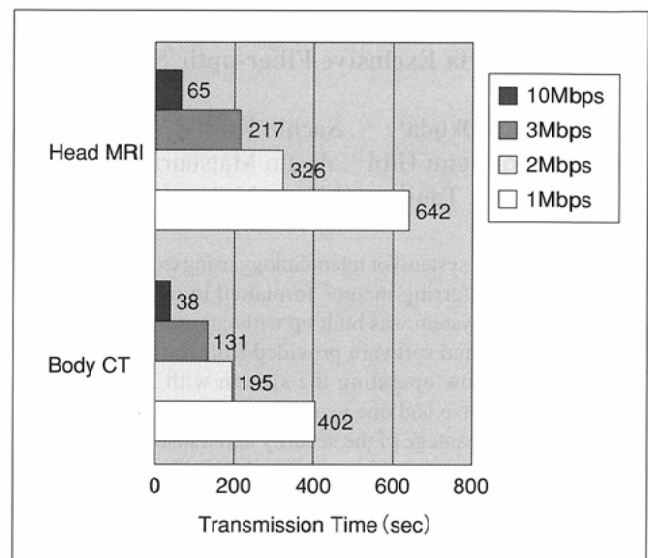 10Mbps
3Mbps
2Mbps
1Mbps
Head MRI
65
217
326
642
Body CT
38
131
195
402
0 200 400 600 800
Transmission Time (sec)